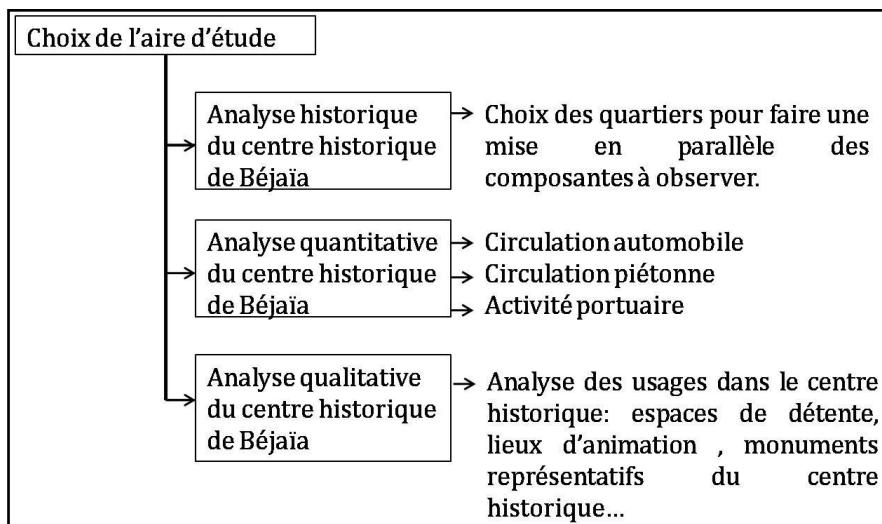 Choix de l’aire d’étude
Analyse historique
du centre historique
de Béjaïa
Choix des quartiers pour faire une
mise en parallèle des
composantes à observer.
Analyse quantitative
du centre historique
de Béjaïa
Circulation automobile
Circulation piétonne
Activité portuaire
Analyse qualitative
du centre historique
de Béjaïa
Analyse des usages dans le centre
historique: espaces de détente,
lieux d’animation , monuments
représentatifs du centre
historique…